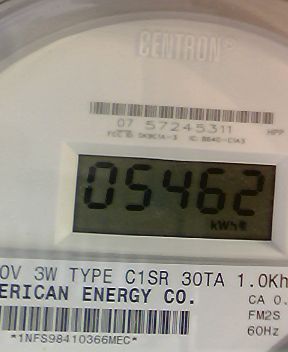 CENTRON®
07 57245311 HPP
05462
kWh
0V 3W TYPE C1SR 30TA 1.0Kh
ERICAN ENERGY CO.
CA 0.
FM2S
60Hz
*1NFS98410366MEC*